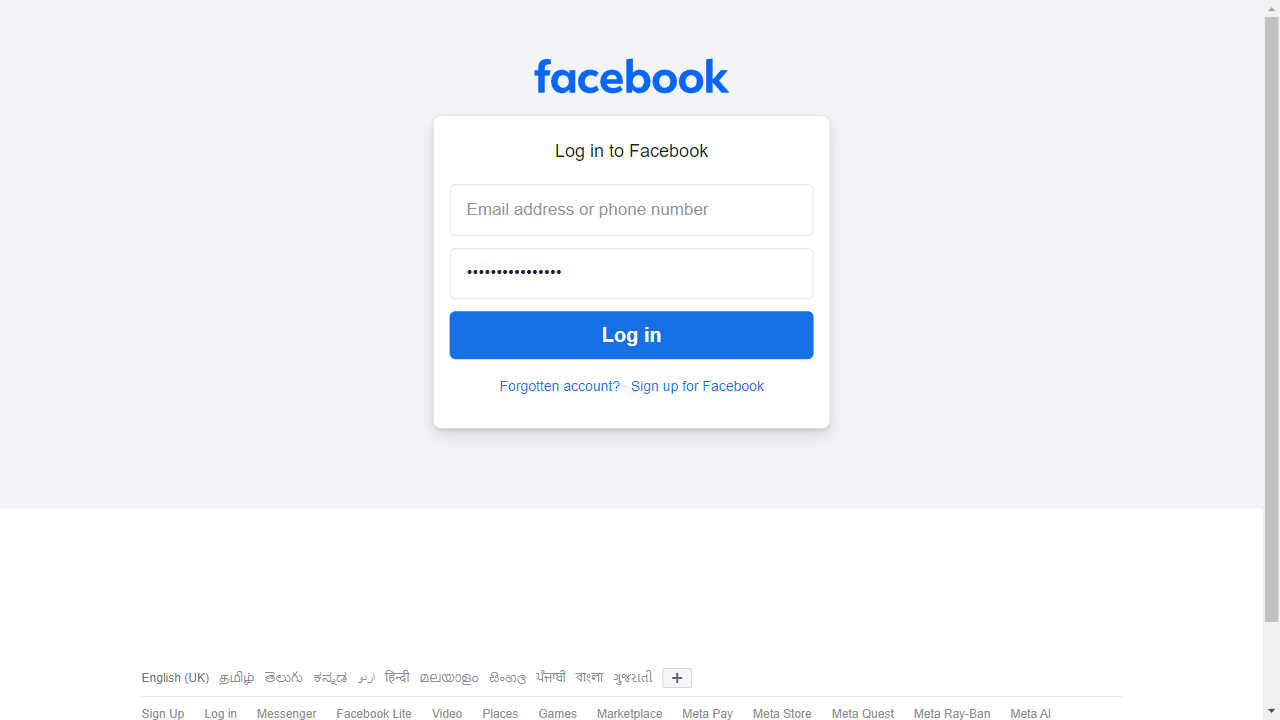 facebook
Log in to Facebook
Email address or phone number
••••••••••••••••
Log in
Forgotten account? · Sign up for Facebook
English (UK) தமிழ் తెలుగు ಕನ್ನಡ اردو हिन्दी മലയാളം සිංහල ਪੰਜਾਬੀ বাংলা ગુજરાતી
Sign Up Log in Messenger Facebook Lite Video Places Games Marketplace Meta Pay Meta Store Meta Quest Meta Ray-Ban Meta AI